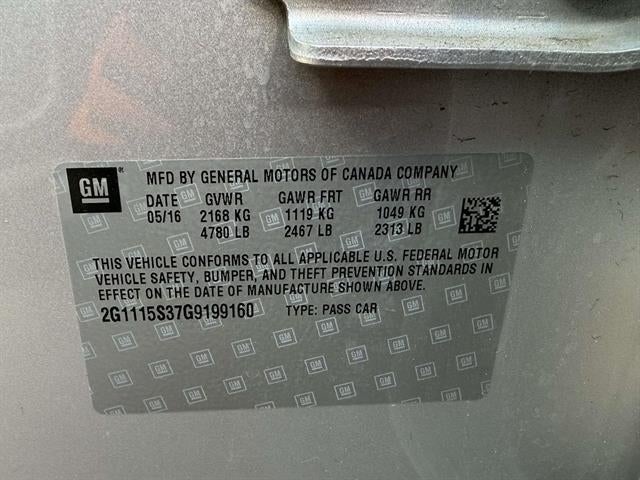 GM
MFD BY GENERAL MOTORS OF CANADA COMPANY
DATE GVWR GAWR FRT GAWR RR
05/16 2168 KG 1119 KG 1049 KG
4780 LB 2467 LB 2313 LB
THIS VEHICLE CONFORMS TO ALL APPLICABLE U.S. FEDERAL MOTOR
VEHICLE SAFETY, BUMPER, AND THEFT PREVENTION STANDARDS IN
EFFECT ON THE DATE OF MANUFACTURE SHOWN ABOVE.
2G1115S37G9199160 TYPE: PASS CAR